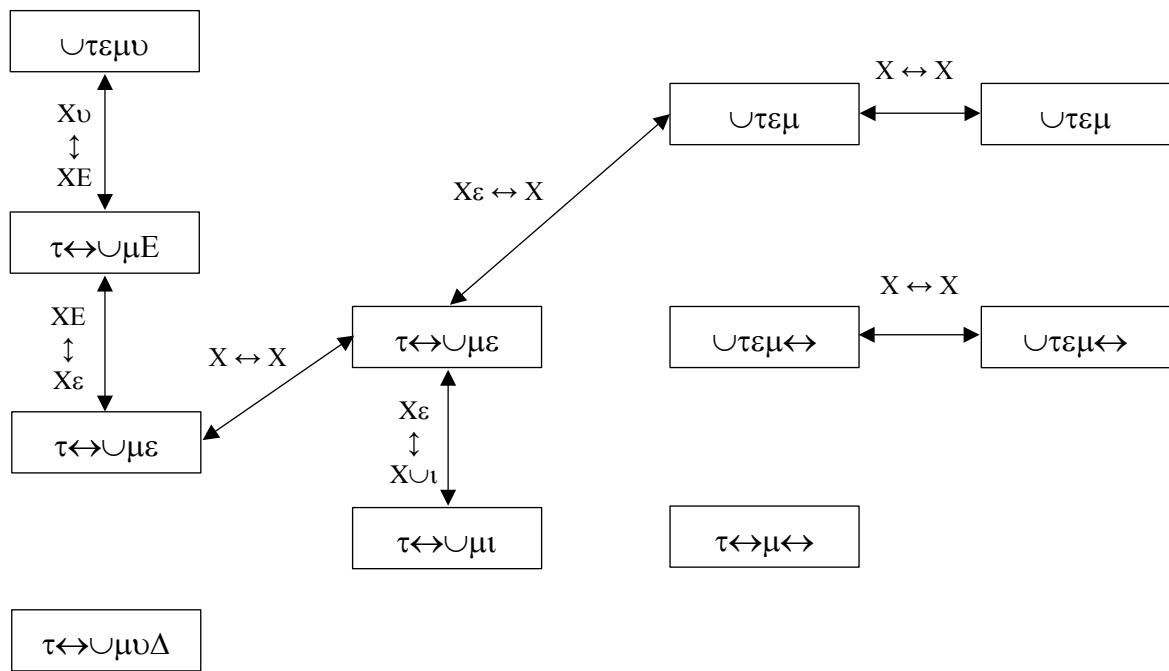 ∪τεμυ
Xυ
↕
XE
X ↔ X
∪τεμ
∪τεμ
Xε ↔ X
τ↔∪μE
XE
↕
Xε
X ↔ X
X ↔ X
τ↔∪με
∪τεμ↔
∪τεμ↔
τ↔∪με
Xε
↕
X∪ι
τ↔∪μι
τ↔μ↔
τ↔∪μυΔ